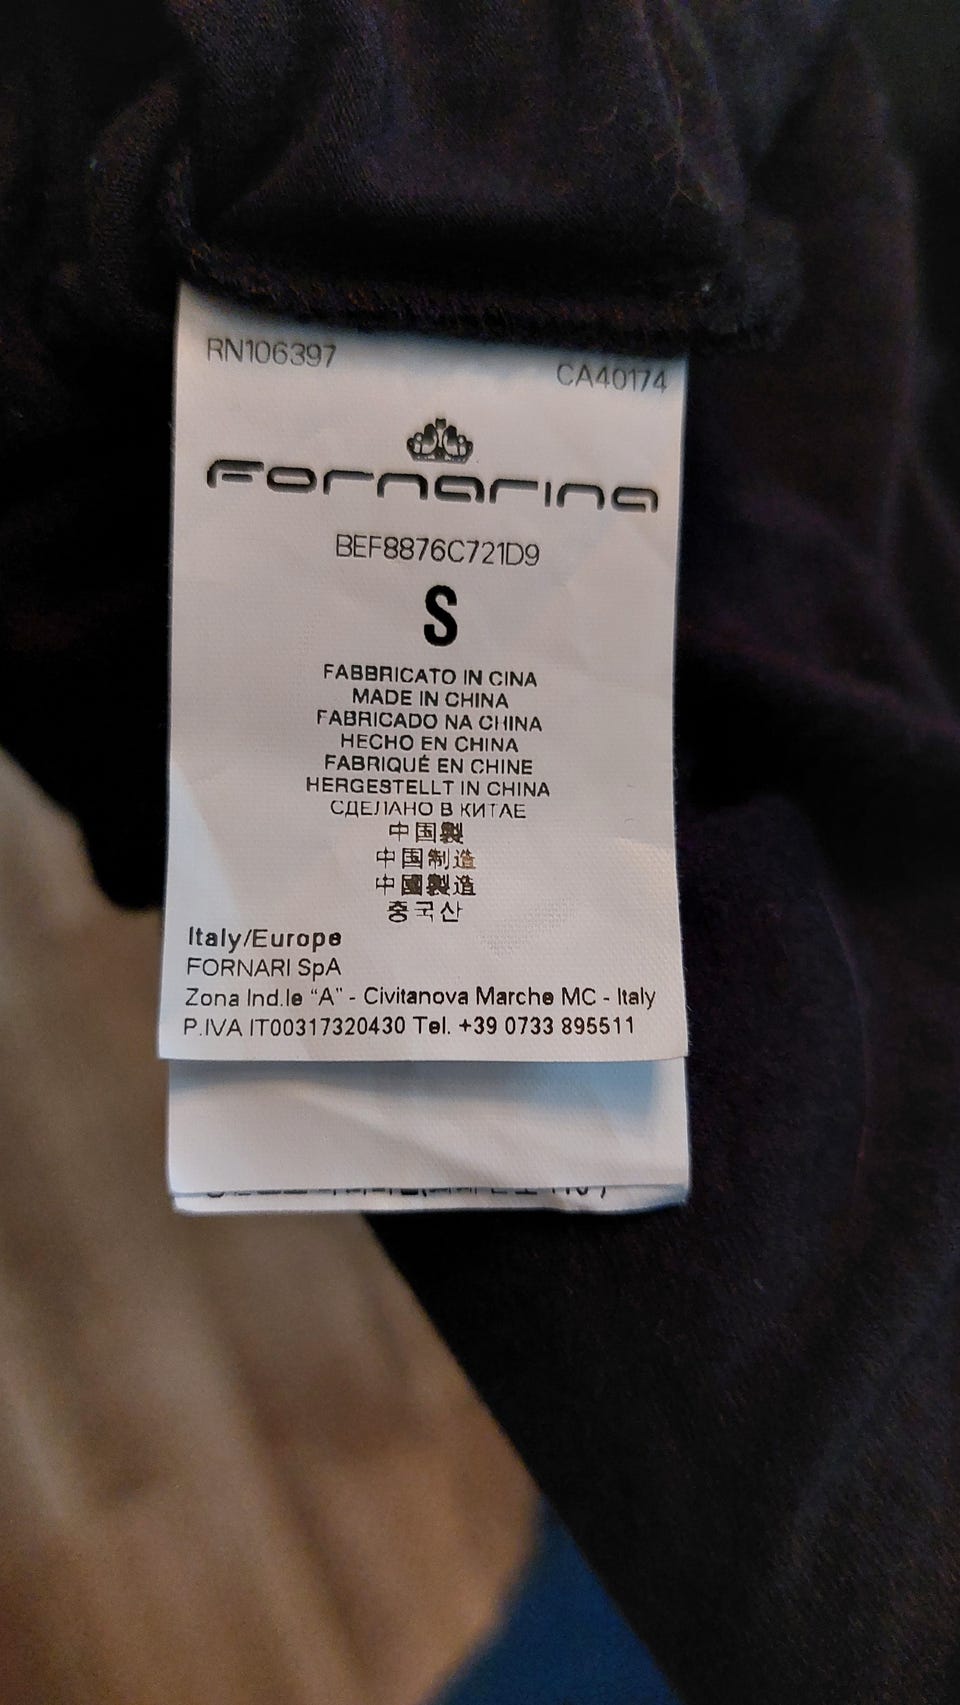 RN106397 CA40174
Fornarina
BEF8876C721D9
S
FABBRICATO IN CINA
MADE IN CHINA
FABRICADO NA CHINA
HECHO EN CHINA
FABRIQUÉ EN CHINE
HERGESTELLT IN CHINA
СДЕЛАНО В КИТАЕ
中国製
中国制造
中國製造
중국산
Italy/Europe
FORNARI SpA
Zona Ind.le “A” - Civitanova Marche MC - Italy
P.IVA IT00317320430 Tel. +39 0733 895511